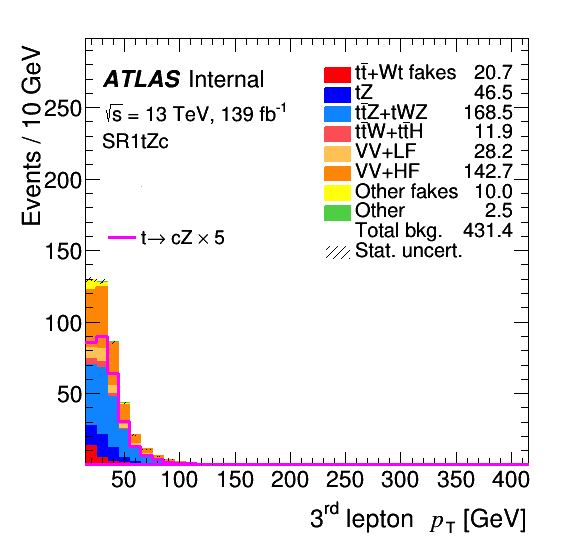 Events / 10 GeV
250
200
150
100
50
ATLAS Internal
√s = 13 TeV, 139 fb⁻¹
SR1tZc
t→ cZ × 5
tt̄+Wt fakes 20.7
tZ 46.5
tt̄Z+tWZ 168.5
tt̄W+tt̄H 11.9
VV+LF 28.2
VV+HF 142.7
Other fakes 10.0
Other 2.5
Total bkg. 431.4
Stat. uncert.
50 100 150 200 250 300 350 400
3rd lepton pT [GeV]